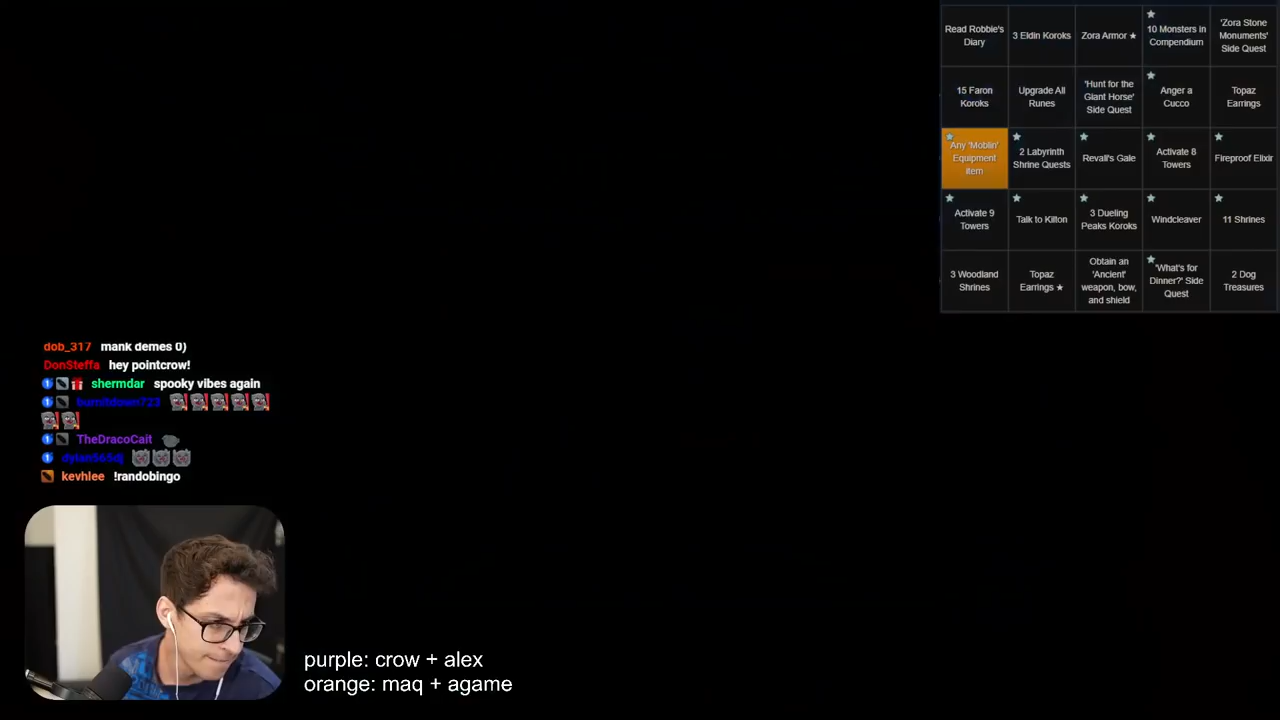 Read Robbie's
Diary
3 Eldin Koroks
Zora Armor ★
10 Monsters in
Compendium
'Zora Stone
Monuments'
Side Quest
15 Faron
Koroks
Upgrade All
Runes
'Hunt for the
Giant Horse'
Side Quest
Anger a
Cucco
Topaz
Earrings
Any 'Moblin'
Equipment
Item
2 Labyrinth
Shrine Quests
Revali's Gale
Activate 8
Towers
Fireproof Elixir
Activate 9
Towers
Talk to Kilton
3 Dueling
Peaks Koroks
Windcleaver
11 Shrines
3 Woodland
Shrines
Topaz
Earrings ★
Obtain an
'Ancient'
weapon, bow,
and shield
'What's for
Dinner?' Side
Quest
2 Dog
Treasures
dob_317 mank demes 0)
DonSteffa hey pointcrow!
shermdar spooky vibes again
TheDracoCait
kevhlee !randobingo
purple: crow + alex
orange: maq + agame